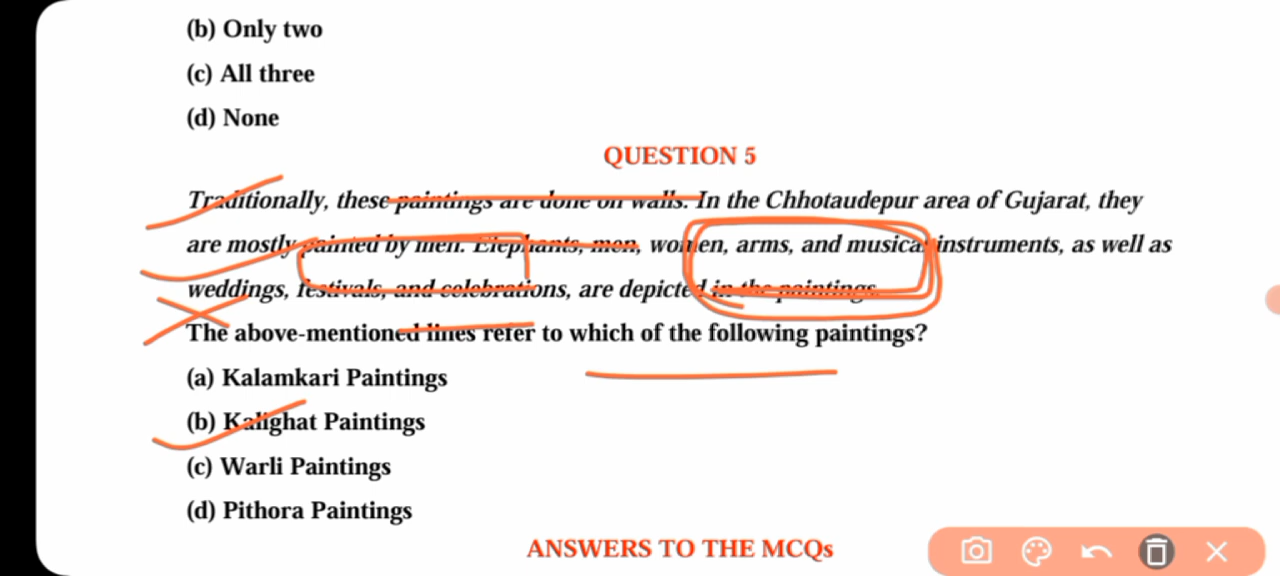 (b) Only two
(c) All three
(d) None
QUESTION 5
Traditionally, these paintings are done on walls. In the Chhotaudepur area of Gujarat, they
are mostly painted by men. Elephants, men, women, arms, and musical instruments, as well as
weddings, festivals, and celebrations, are depicted in the paintings.
The above-mentioned lines refer to which of the following paintings?
(a) Kalamkari Paintings
(b) Kalighat Paintings
(c) Warli Paintings
(d) Pithora Paintings
ANSWERS TO THE MCQs